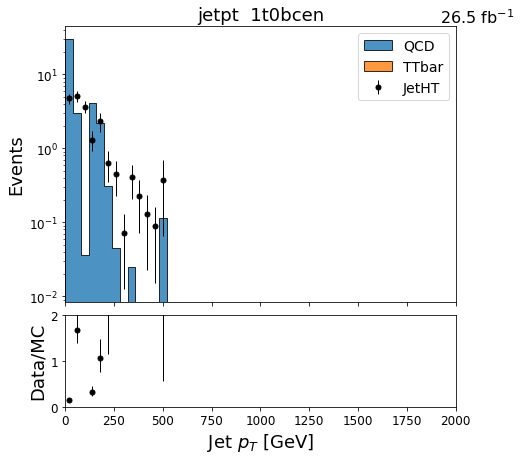 jetpt 1t0bcen
26.5 fb⁻¹
QCD
TTbar
JetHT
Events
10¹
10⁰
10⁻¹
10⁻²
Data/MC
2
1
0
0 250 500 750 1000 1250 1500 1750 2000
Jet p_T [GeV]